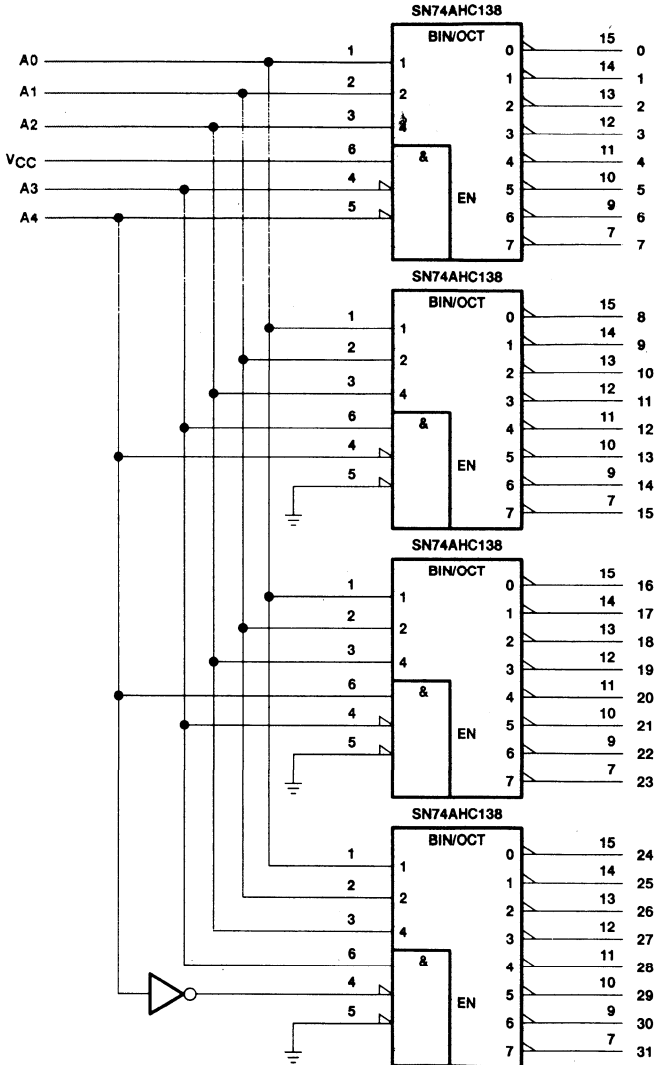 SN74AHC138
BIN/OCT
A0 1 1 0 15 0
A1 2 2 1 14 1
A2 3 2 13 2
3 12 3
VCC 6 & 4 11 4
A3 4 EN 5 10 5
A4 5 6 9 6
7 7 7
SN74AHC138
BIN/OCT
1 1 0 15 8
2 2 1 14 9
3 4 2 13 10
3 12 11
6 & 4 11 12
4 EN 5 10 13
5 6 9 14
7 7 15
SN74AHC138
BIN/OCT
1 1 0 15 16
2 2 1 14 17
3 4 2 13 18
3 12 19
6 & 4 11 20
4 EN 5 10 21
5 6 9 22
7 7 23
SN74AHC138
BIN/OCT
1 1 0 15 24
2 2 1 14 25
3 4 2 13 26
3 12 27
6 & 4 11 28
4 EN 5 10 29
5 6 9 30
7 7 31